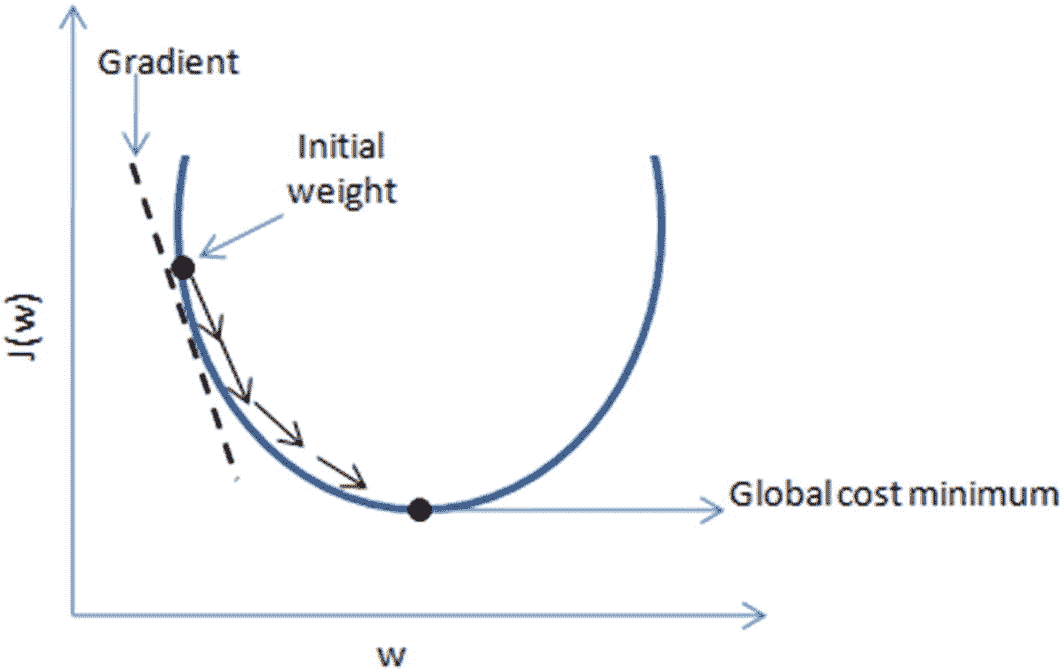 Gradient
Initial
weight
J(w)
Global cost minimum
w